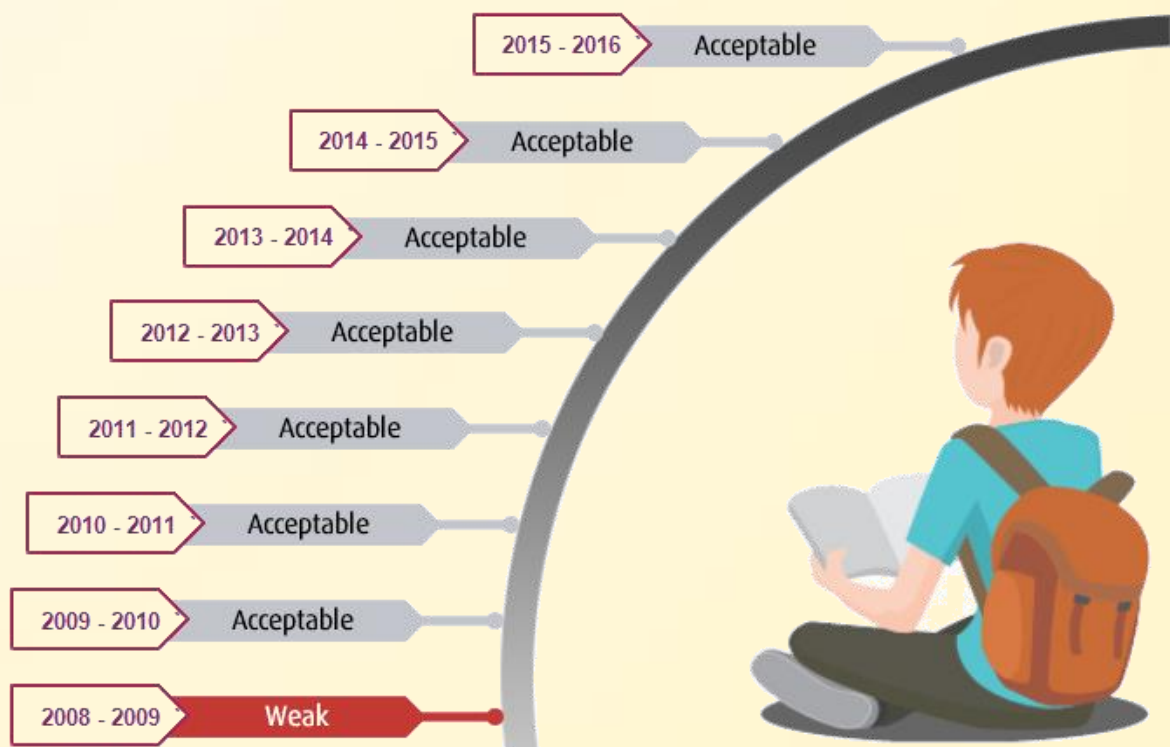 2015 - 2016 Acceptable
2014 - 2015 Acceptable
2013 - 2014 Acceptable
2012 - 2013 Acceptable
2011 - 2012 Acceptable
2010 - 2011 Acceptable
2009 - 2010 Acceptable
2008 - 2009 Weak